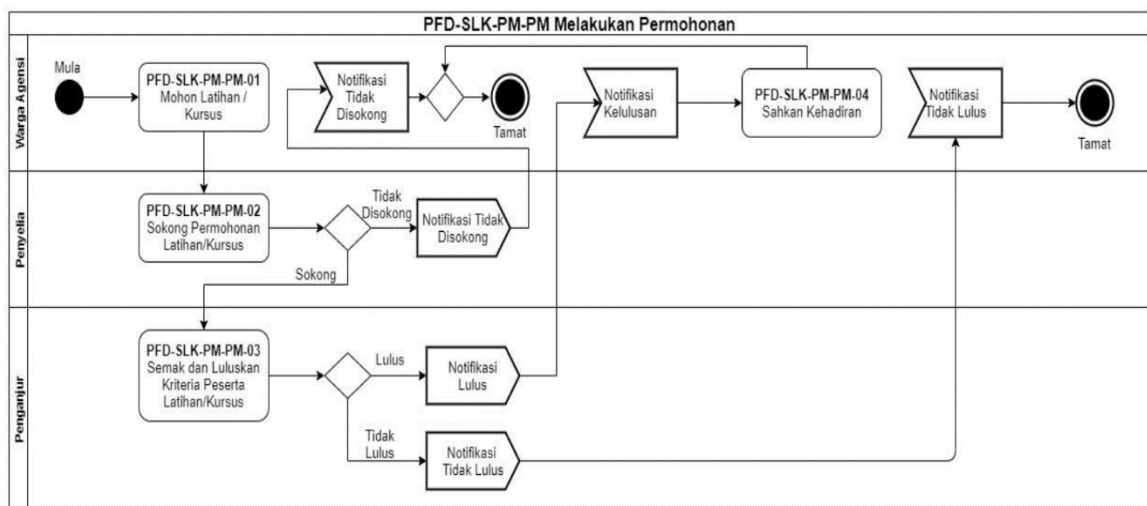 PFD-SLK-PM-PM Melakukan Permohonan
Warga Agensi
Mula
PFD-SLK-PM-PM-01
Mohon Latihan /
Kursus
Notifikasi
Tidak
Disokong
Tamat
Notifikasi
Kelulusan
PFD-SLK-PM-PM-04
Sahkan Kehadiran
Notifikasi
Tidak Lulus
Tamat
Penyelia
PFD-SLK-PM-PM-02
Sokong Permohonan
Latihan/Kursus
Tidak
Disokong
Notifikasi Tidak
Disokong
Sokong
Penganjur
PFD-SLK-PM-PM-03
Semak dan Luluskan
Kriteria Peserta
Latihan/Kursus
Lulus
Notifikasi
Lulus
Tidak
Lulus
Notifikasi
Tidak Lulus